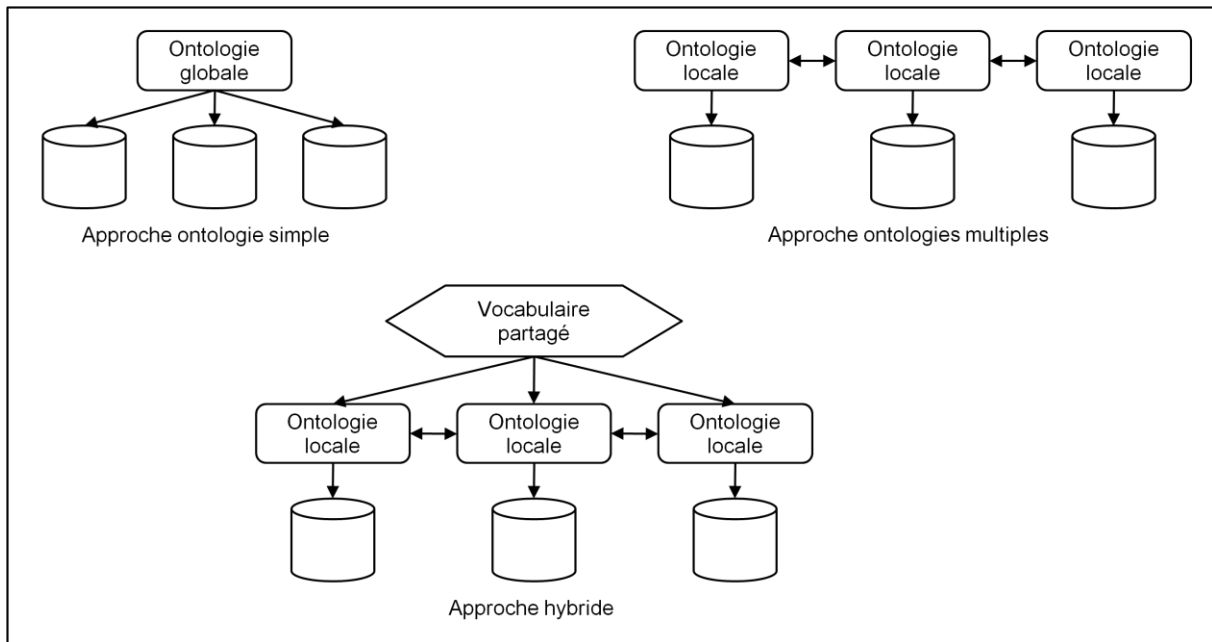 Ontologie
globale
Approche ontologie simple
Ontologie
locale
Ontologie
locale
Ontologie
locale
Approche ontologies multiples
Vocabulaire
partagé
Ontologie
locale
Ontologie
locale
Ontologie
locale
Approche hybride